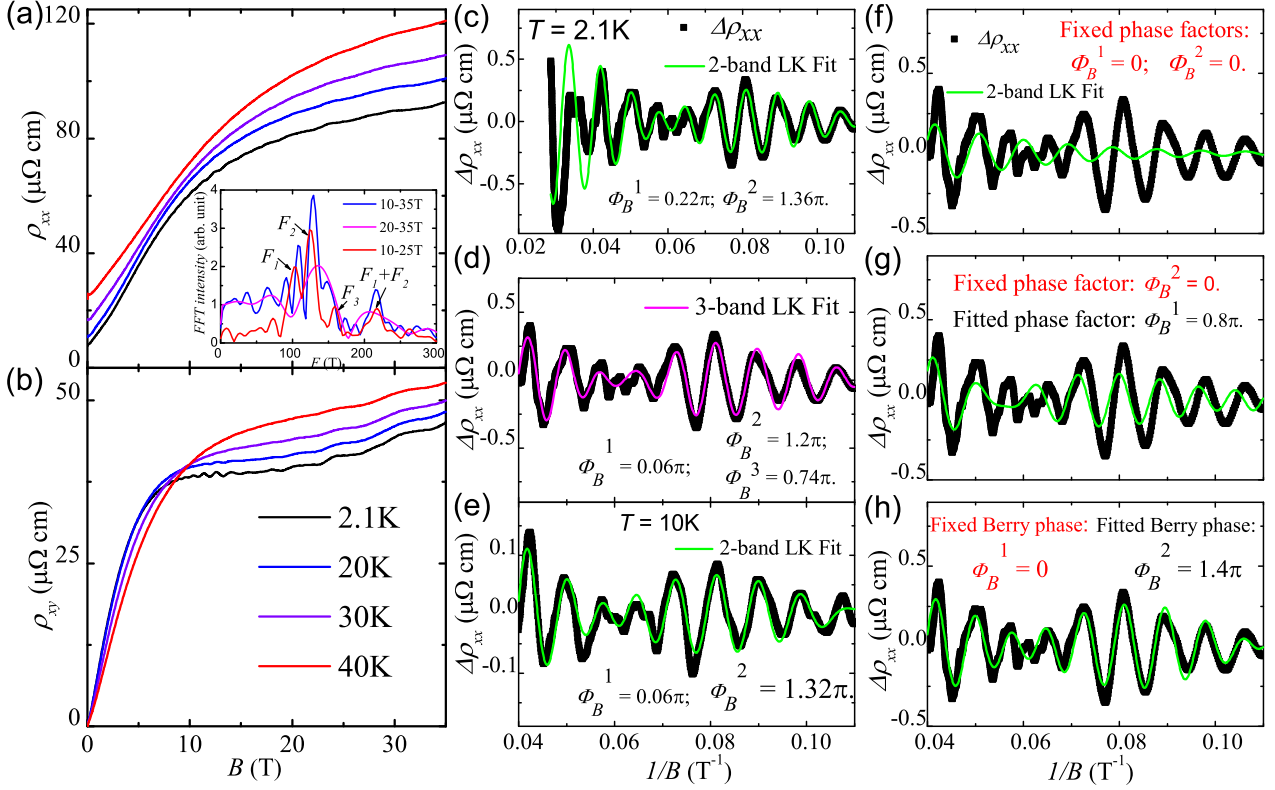 (a)
120
80
40
0
ρxx (μΩ cm)
FFT intensity (arb. unit)
4
3
2
1
0
10-35T
20-35T
10-25T
F1
F2
F3
F1+F2
0 100 200 300
F (T)
(b)
50
25
0
ρxy (μΩ cm)
2.1K
20K
30K
40K
0 10 20 30
B (T)
(c)
T = 2.1K
Δρxx
2-band LK Fit
0.5
0.0
-0.5
Δρxx (μΩ cm)
ΦB1 = 0.22π; ΦB2 = 1.36π.
0.02 0.04 0.06 0.08 0.10
(d)
3-band LK Fit
0.5
0.0
-0.5
Δρxx (μΩ cm)
ΦB1 = 0.06π;
ΦB2 = 1.2π;
ΦB3 = 0.74π.
(e)
T = 10K
2-band LK Fit
0.1
0.0
-0.1
Δρxx (μΩ cm)
ΦB1 = 0.06π; ΦB2 = 1.32π.
0.04 0.06 0.08 0.10
1/B (T-1)
(f)
Δρxx
2-band LK Fit
Fixed phase factors:
ΦB1 = 0; ΦB2 = 0.
0.5
0.0
-0.5
Δρxx (μΩ cm)
(g)
Fixed phase factor: ΦB2 = 0.
Fitted phase factor: ΦB1 = 0.8π.
0.5
0.0
-0.5
Δρxx (μΩ cm)
(h)
Fixed Berry phase: Fitted Berry phase:
ΦB1 = 0 ΦB2 = 1.4π
0.5
0.0
-0.5
Δρxx (μΩ cm)
0.04 0.06 0.08 0.10
1/B (T-1)